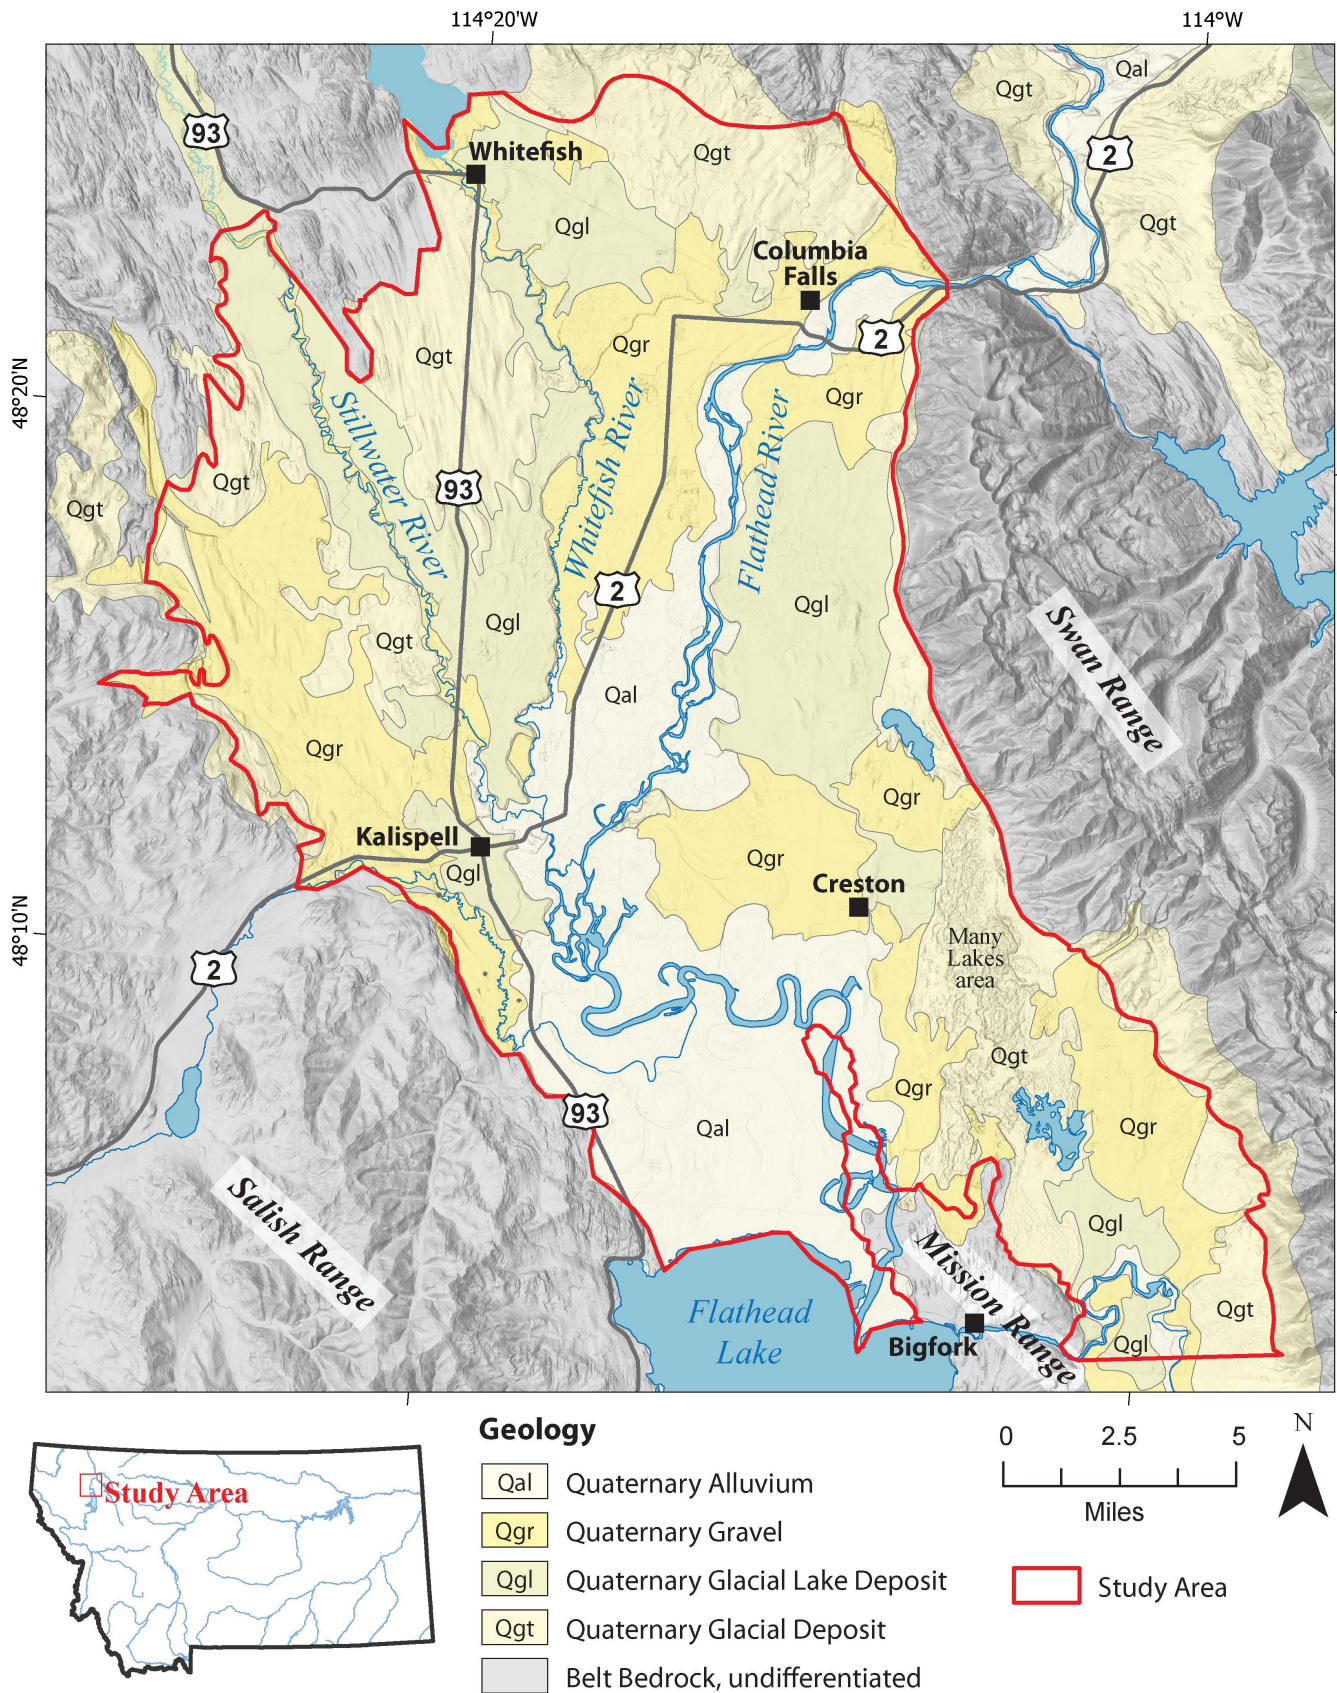 114°20'W
114°W
Qal
Qgt
93
2
Whitefish
Qgt
Qgt
Qgl
Columbia
Falls
2
Qgr
Qgt
48°20'N
Qgr
Stillwater River
Whitefish River
Flathead River
Qgt
93
Qgt
2
Qgl
Qgl
Qgt
Swan Range
Qal
Qgr
Qgr
Kalispell
Qgr
Qgl
Creston
48°10'N
Many
Lakes
area
2
Qgt
Qgr
93
Qal
Qgr
Salish Range
Qgl
Mission Range
Flathead
Lake
Qgt
Bigfork
Qgl
Geology
Qal Quaternary Alluvium
Qgr Quaternary Gravel
Qgl Quaternary Glacial Lake Deposit
Qgt Quaternary Glacial Deposit
Belt Bedrock, undifferentiated
0 2.5 5
Miles
N
Study Area
Study Area